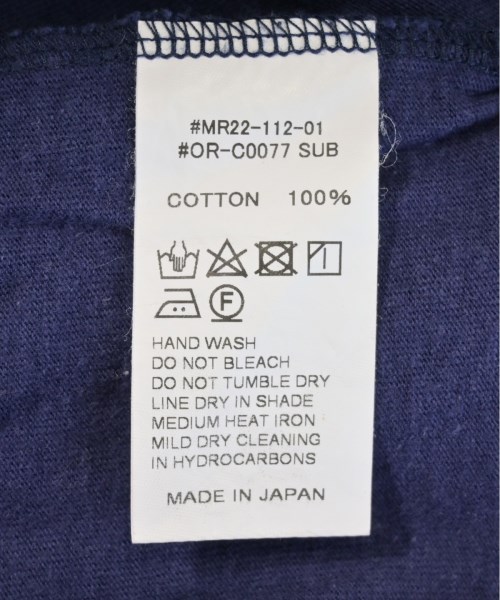 #MR22-112-01
#OR-C0077 SUB
COTTON 100%
F
HAND WASH
DO NOT BLEACH
DO NOT TUMBLE DRY
LINE DRY IN SHADE
MEDIUM HEAT IRON
MILD DRY CLEANING
IN HYDROCARBONS
MADE IN JAPAN